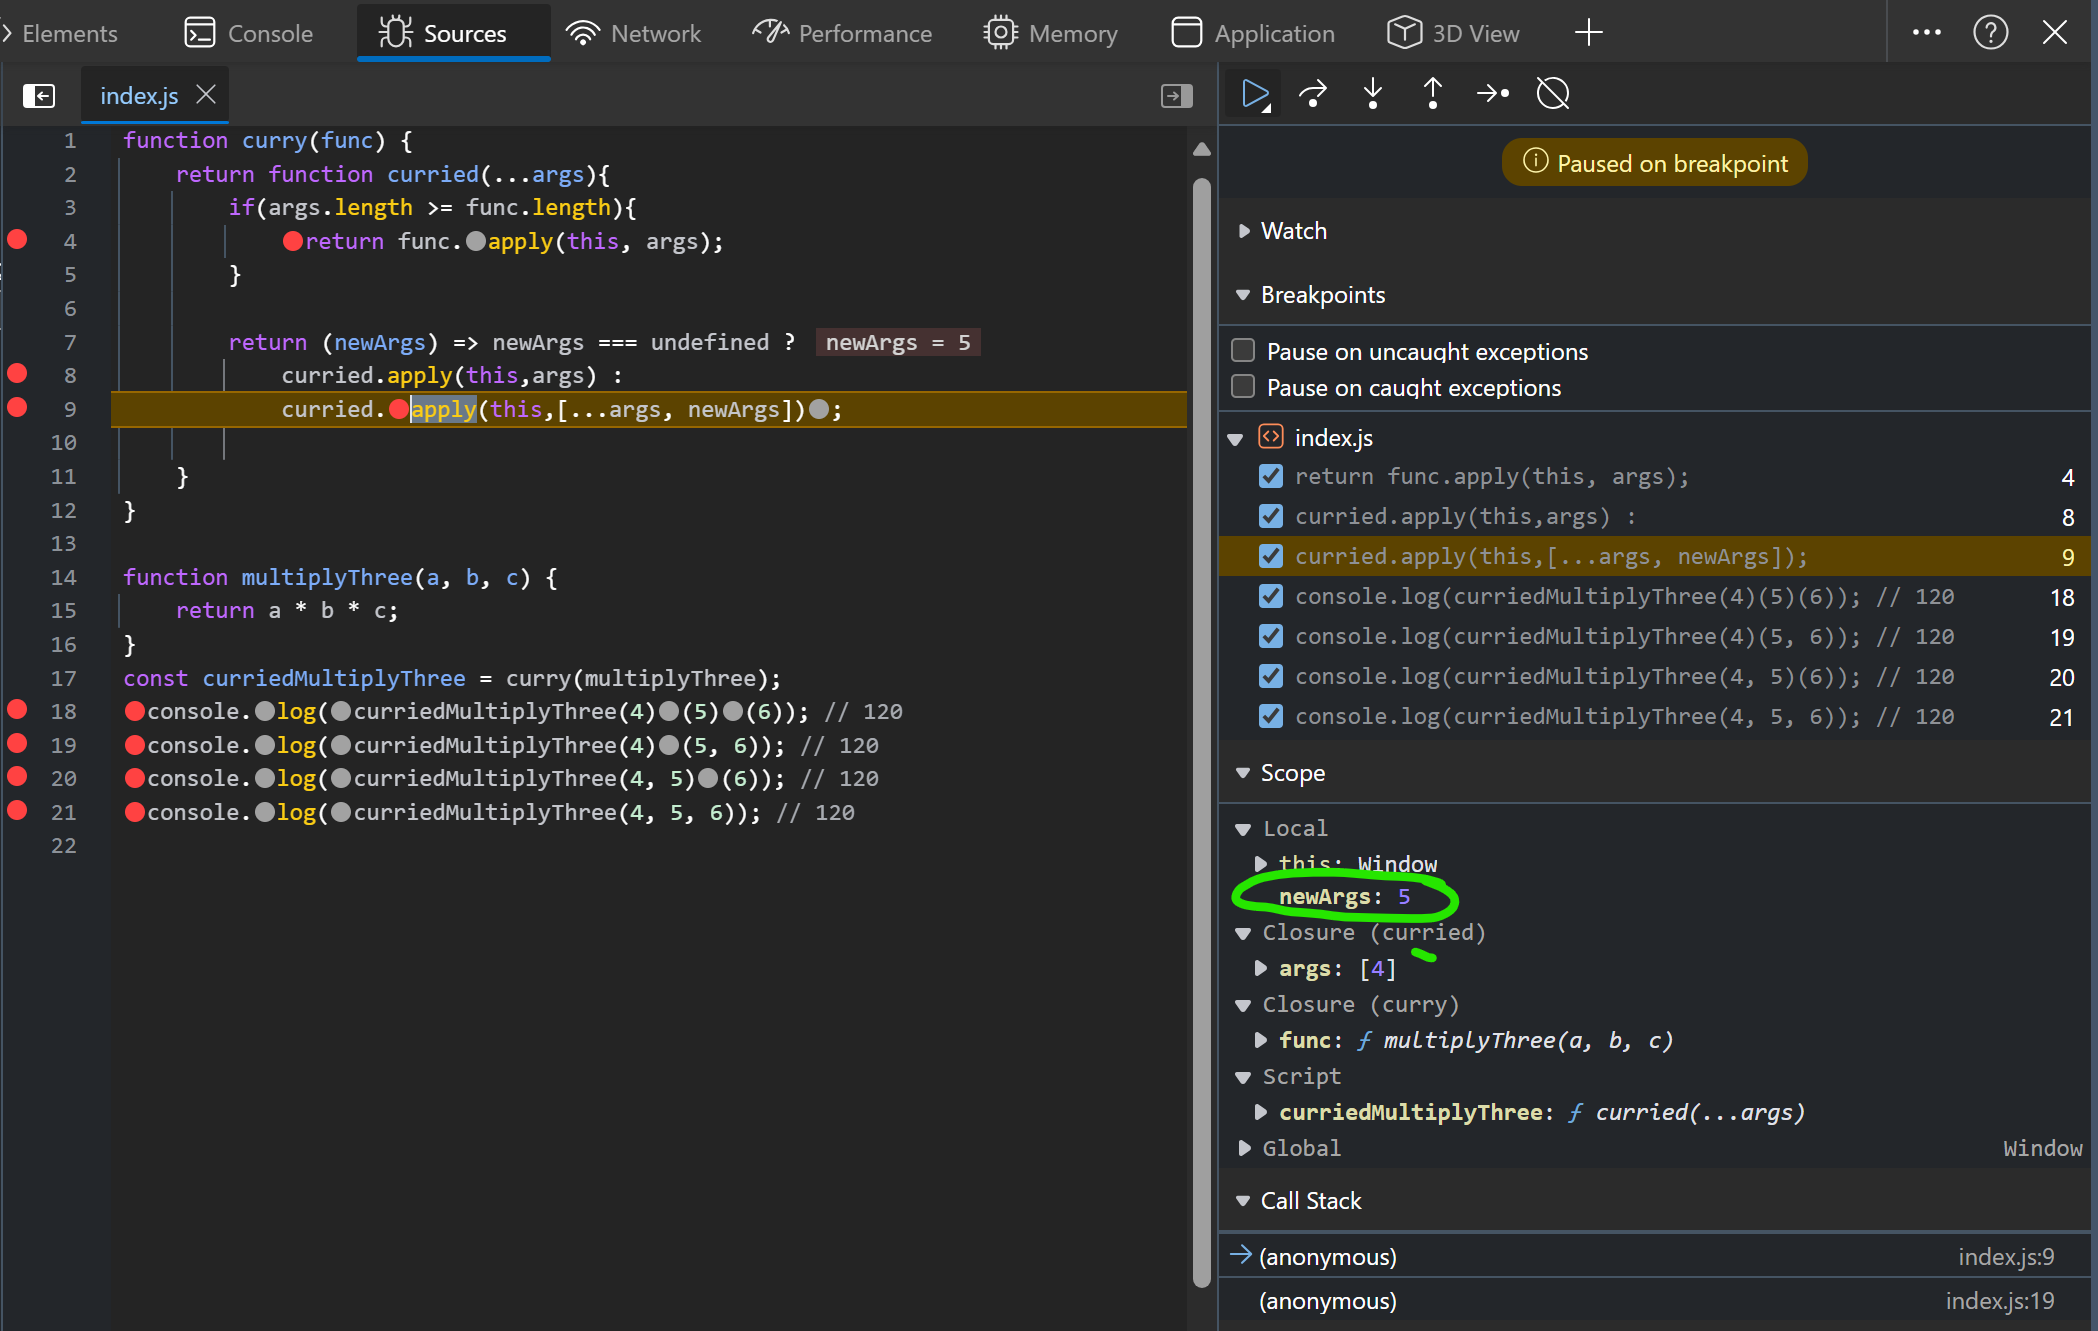 Elements Console Sources Network Performance Memory Application 3D View
index.js
1 function curry(func) {
2 return function curried(...args){
3 if(args.length >= func.length){
4 return func.apply(this, args);
5 }
6
7 return (newArgs) => newArgs === undefined ? newArgs = 5
8 curried.apply(this,args) :
9 curried.apply(this,[...args, newArgs]);
10
11 }
12 }
13
14 function multiplyThree(a, b, c) {
15 return a * b * c;
16 }
17 const curriedMultiplyThree = curry(multiplyThree);
18 console.log(curriedMultiplyThree(4)(5)(6)); // 120
19 console.log(curriedMultiplyThree(4)(5, 6)); // 120
20 console.log(curriedMultiplyThree(4, 5)(6)); // 120
21 console.log(curriedMultiplyThree(4, 5, 6)); // 120
22
Paused on breakpoint
Watch
Breakpoints
Pause on uncaught exceptions
Pause on caught exceptions
index.js
return func.apply(this, args); 4
curried.apply(this,args) : 8
curried.apply(this,[...args, newArgs]); 9
console.log(curriedMultiplyThree(4)(5)(6)); // 120 18
console.log(curriedMultiplyThree(4)(5, 6)); // 120 19
console.log(curriedMultiplyThree(4, 5)(6)); // 120 20
console.log(curriedMultiplyThree(4, 5, 6)); // 120 21
Scope
Local
this: Window
newArgs: 5
Closure (curried)
args: [4]
Closure (curry)
func: ƒ multiplyThree(a, b, c)
Script
curriedMultiplyThree: ƒ curried(...args)
Global Window
Call Stack
(anonymous) index.js:9
(anonymous) index.js:19